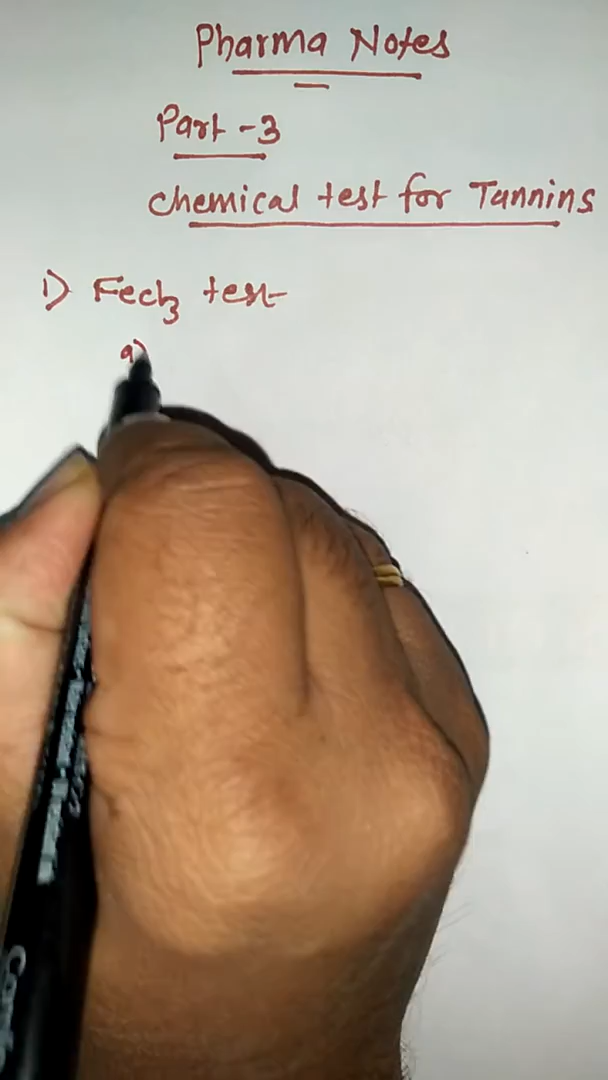 Pharma Notes
Part -3
Chemical test for Tannins
1) Fecl3 test
a)